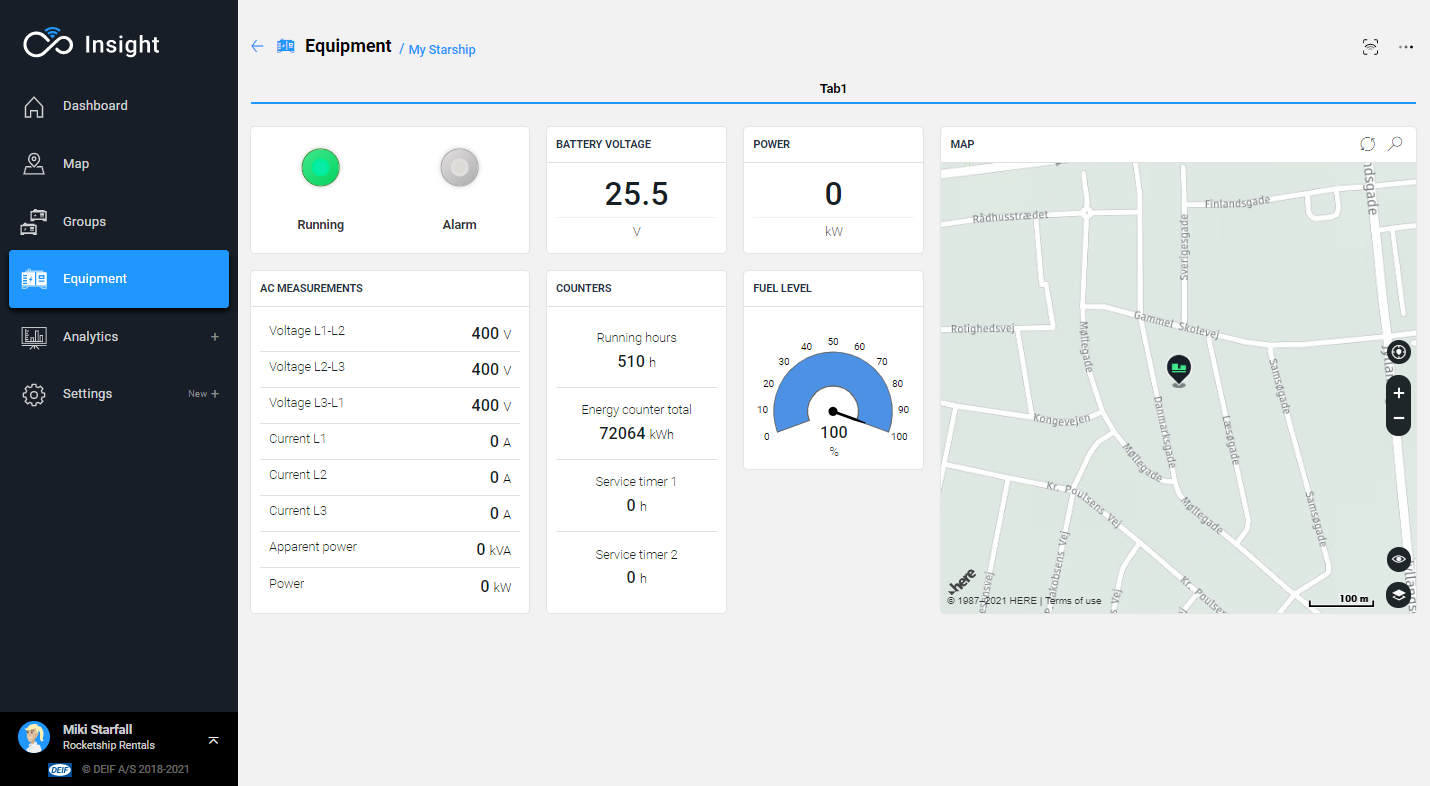 Insight
Dashboard
Map
Groups
Equipment
Analytics +
Settings New +
Miki Starfall
Rocketship Rentals
DEIF © DEIF A/S 2018-2021
Equipment / My Starship
Tab1
Running
Alarm
BATTERY VOLTAGE
25.5
V
POWER
0
kW
AC MEASUREMENTS
Voltage L1-L2 400 V
Voltage L2-L3 400 V
Voltage L3-L1 400 V
Current L1 0 A
Current L2 0 A
Current L3 0 A
Apparent power 0 kVA
Power 0 kW
COUNTERS
Running hours
510 h
Energy counter total
72064 kWh
Service timer 1
0 h
Service timer 2
0 h
FUEL LEVEL
0
10
20
30
40
50
60
70
80
90
100
100
%
MAP
Rådhusstrædet
Finlandsgade
Sverigesgade
Rolighedsvej
Møllegade
Gammel Skolevej
Samsøgade
Kongevejen
Danmarksgade
Læsøgade
Møllegade
Kr. Poulsens Vej
Møllegade
Samsøgade
Jakobsens Vej
Kr. Poulsens
here
© 1987–2021 HERE | Terms of use
100 m